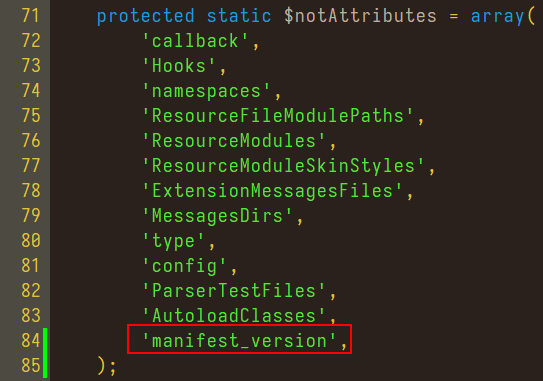 71 protected static $notAttributes = array(
72 'callback',
73 'Hooks',
74 'namespaces',
75 'ResourceFileModulePaths',
76 'ResourceModules',
77 'ResourceModuleSkinStyles',
78 'ExtensionMessagesFiles',
79 'MessagesDirs',
80 'type',
81 'config',
82 'ParserTestFiles',
83 'AutoloadClasses',
84 'manifest_version',
85 );